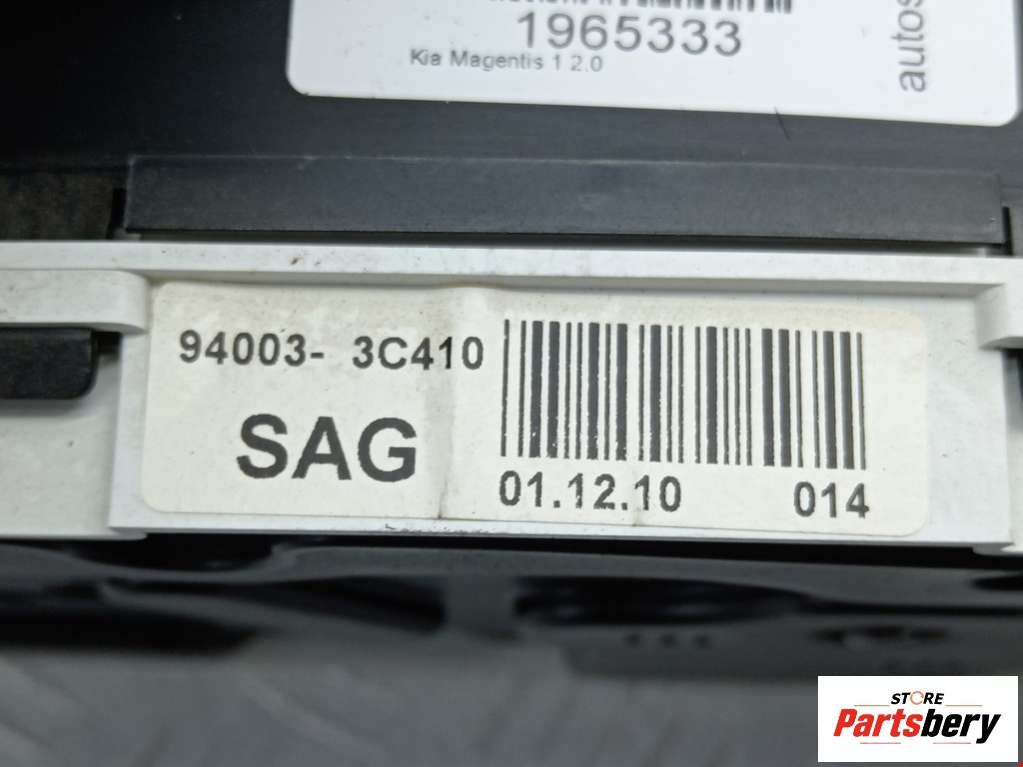 1965333
Kia Magentis 1 2.0
autos
94003- 3C410
SAG
01.12.10 014
STORE
Partsbery